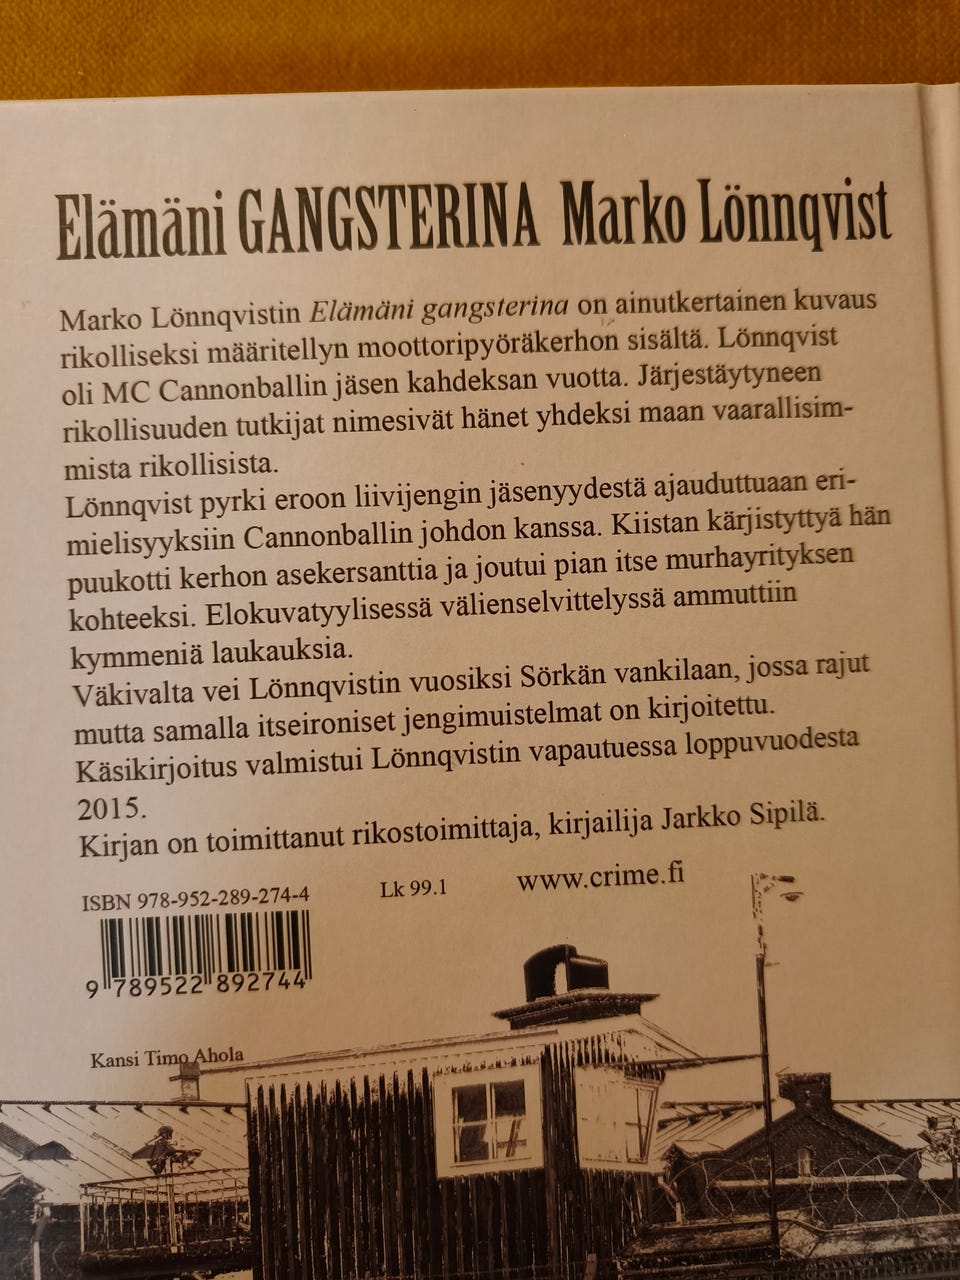 Elämäni GANGSTERINA Marko Lönnqvist
Marko Lönnqvistin Elämäni gangsterina on ainutkertainen kuvaus
rikolliseksi määritellyn moottoripyöräkerhon sisältä. Lönnqvist
oli MC Cannonballin jäsen kahdeksan vuotta. Järjestäytyneen
rikollisuuden tutkijat nimesivät hänet yhdeksi maan vaarallisim-
mista rikollisista.
Lönnqvist pyrki eroon liivijengin jäsenyydestä ajauduttuaan eri-
mielisyyksiin Cannonballin johdon kanssa. Kiistan kärjistyttyä hän
puukotti kerhon asekersanttia ja joutui pian itse murhayrityksen
kohteeksi. Elokuvatyylisessä välienselvittelyssä ammuttiin
kymmeniä laukauksia.
Väkivalta vei Lönnqvistin vuosiksi Sörkän vankilaan, jossa rajut
mutta samalla itseironiset jengimuistelmat on kirjoitettu.
Käsikirjoitus valmistui Lönnqvistin vapautuessa loppuvuodesta
2015.
Kirjan on toimittanut rikostoimittaja, kirjailija Jarkko Sipilä.
ISBN 978-952-289-274-4 Lk 99.1 www.crime.fi
9 789522 892744
Kansi Timo Ahola